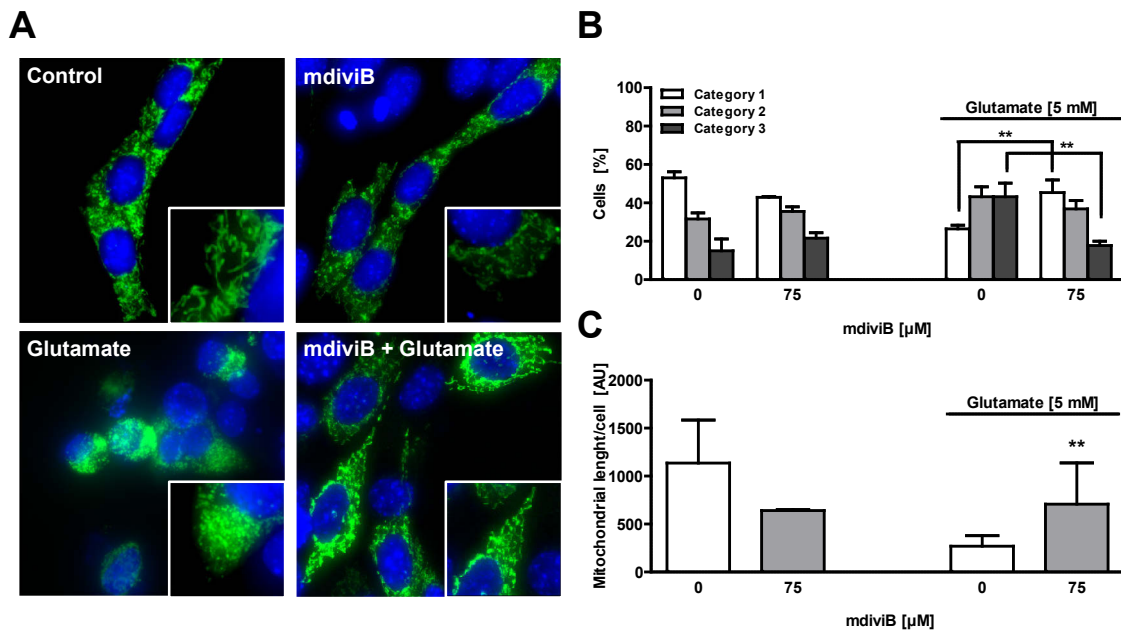 A
Control
mdiviB
Glutamate
mdiviB + Glutamate
B
Category 1
Category 2
Category 3
Glutamate [5 mM]
** **
Cells [%]
100
80
60
40
20
0
0 75 0 75
mdiviB [µM]
C
Glutamate [5 mM]
**
Mitochondrial lenght/cell [AU]
2000
1500
1000
500
0
0 75 0 75
mdiviB [µM]